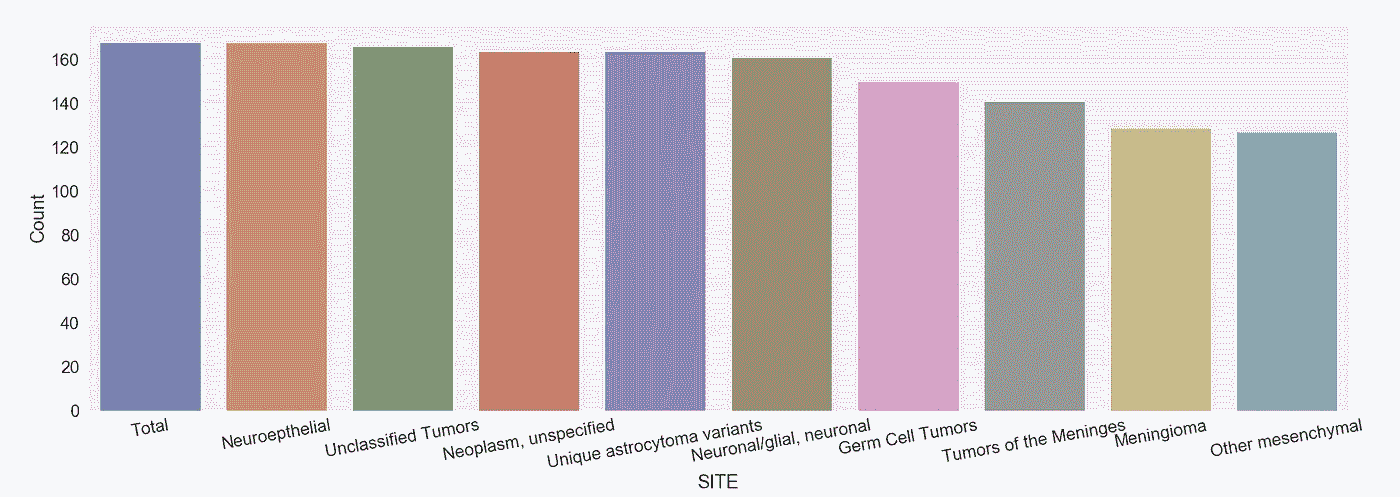 Count
160
140
120
100
80
60
40
20
0
Total
Neuroepthelial
Unclassified Tumors
Neoplasm, unspecified
Unique astrocytoma variants
Neuronal/glial, neuronal
Germ Cell Tumors
Tumors of the Meninges
Meningioma
Other mesenchymal
SITE